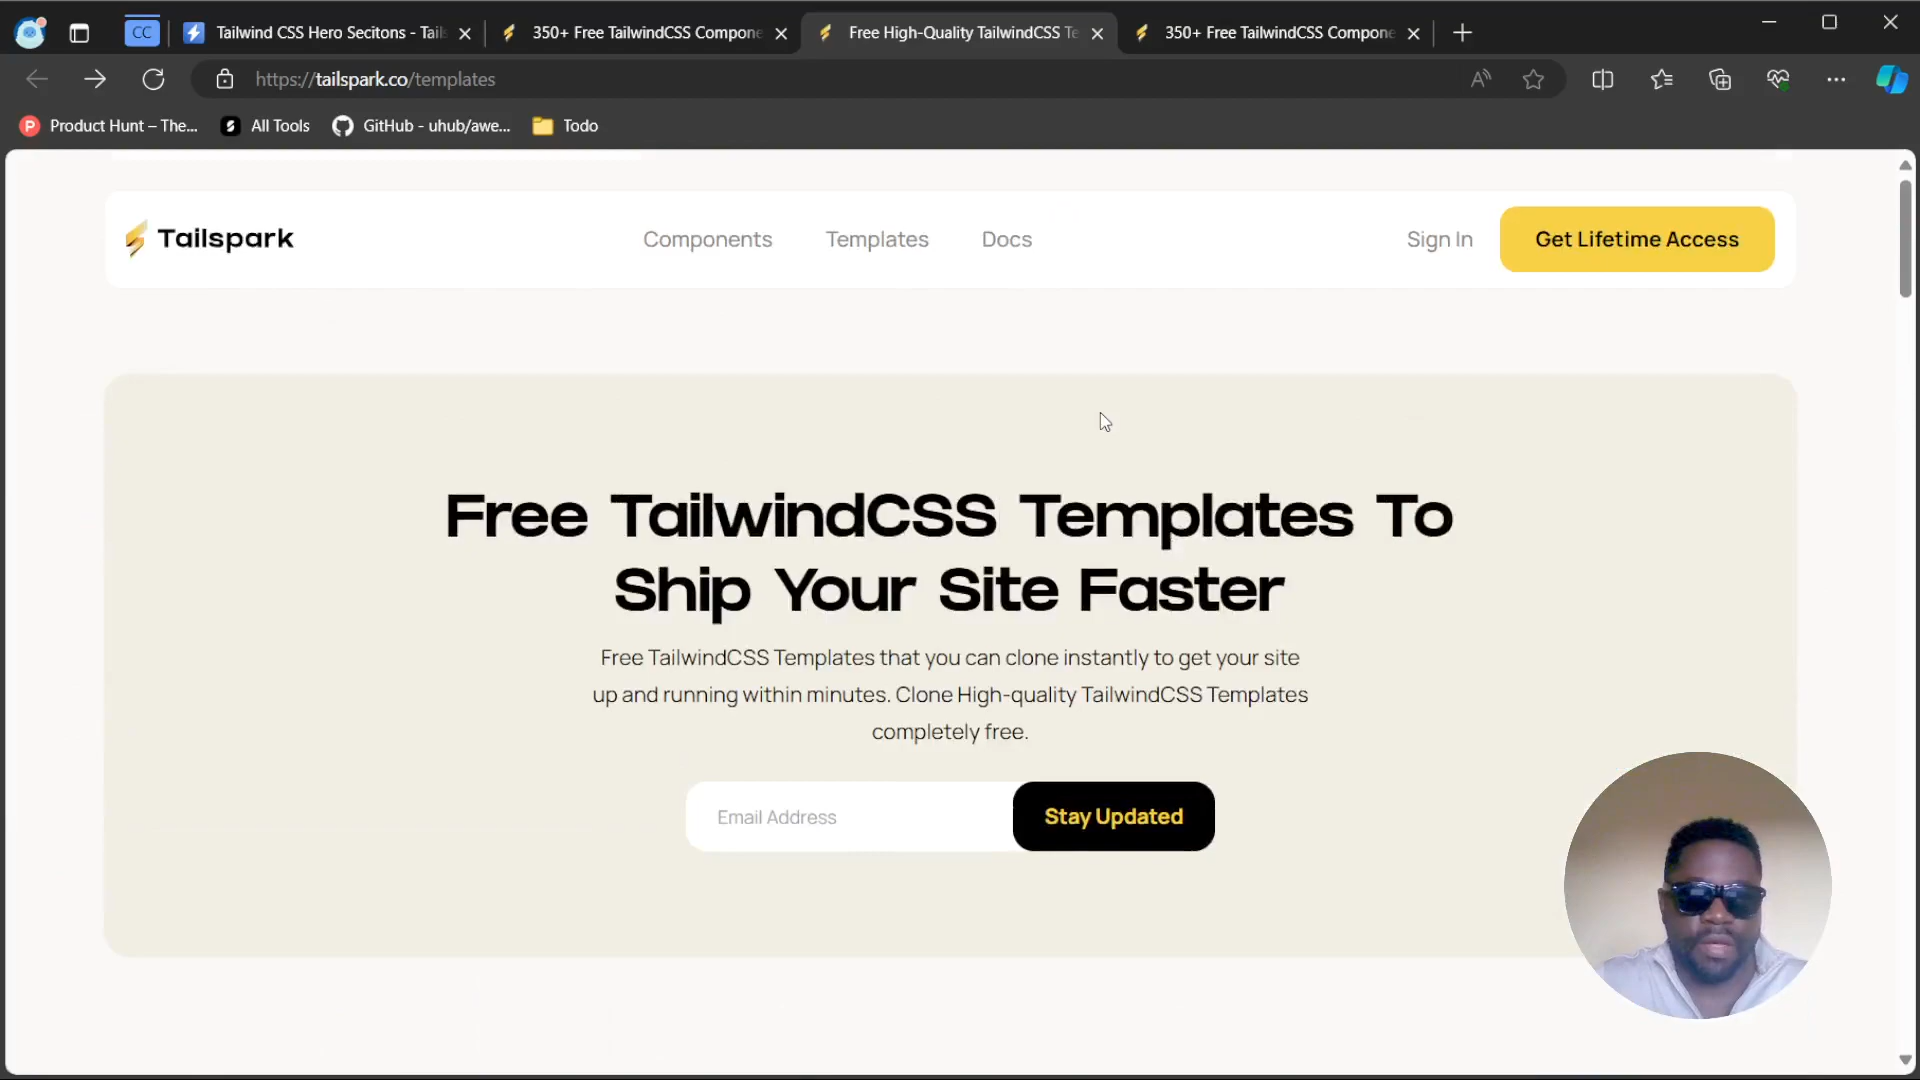 CC
Tailwind CSS Hero Secitons - Tail
350+ Free TailwindCSS Compone
Free High-Quality TailwindCSS Te
350+ Free TailwindCSS Compone
https://tailspark.co/templates
Product Hunt – The...
All Tools
GitHub - uhub/awe...
Todo
Tailspark
Components
Templates
Docs
Sign In
Get Lifetime Access
Free TailwindCSS Templates To
Ship Your Site Faster
Free TailwindCSS Templates that you can clone instantly to get your site
up and running within minutes. Clone High-quality TailwindCSS Templates
completely free.
Email Address
Stay Updated